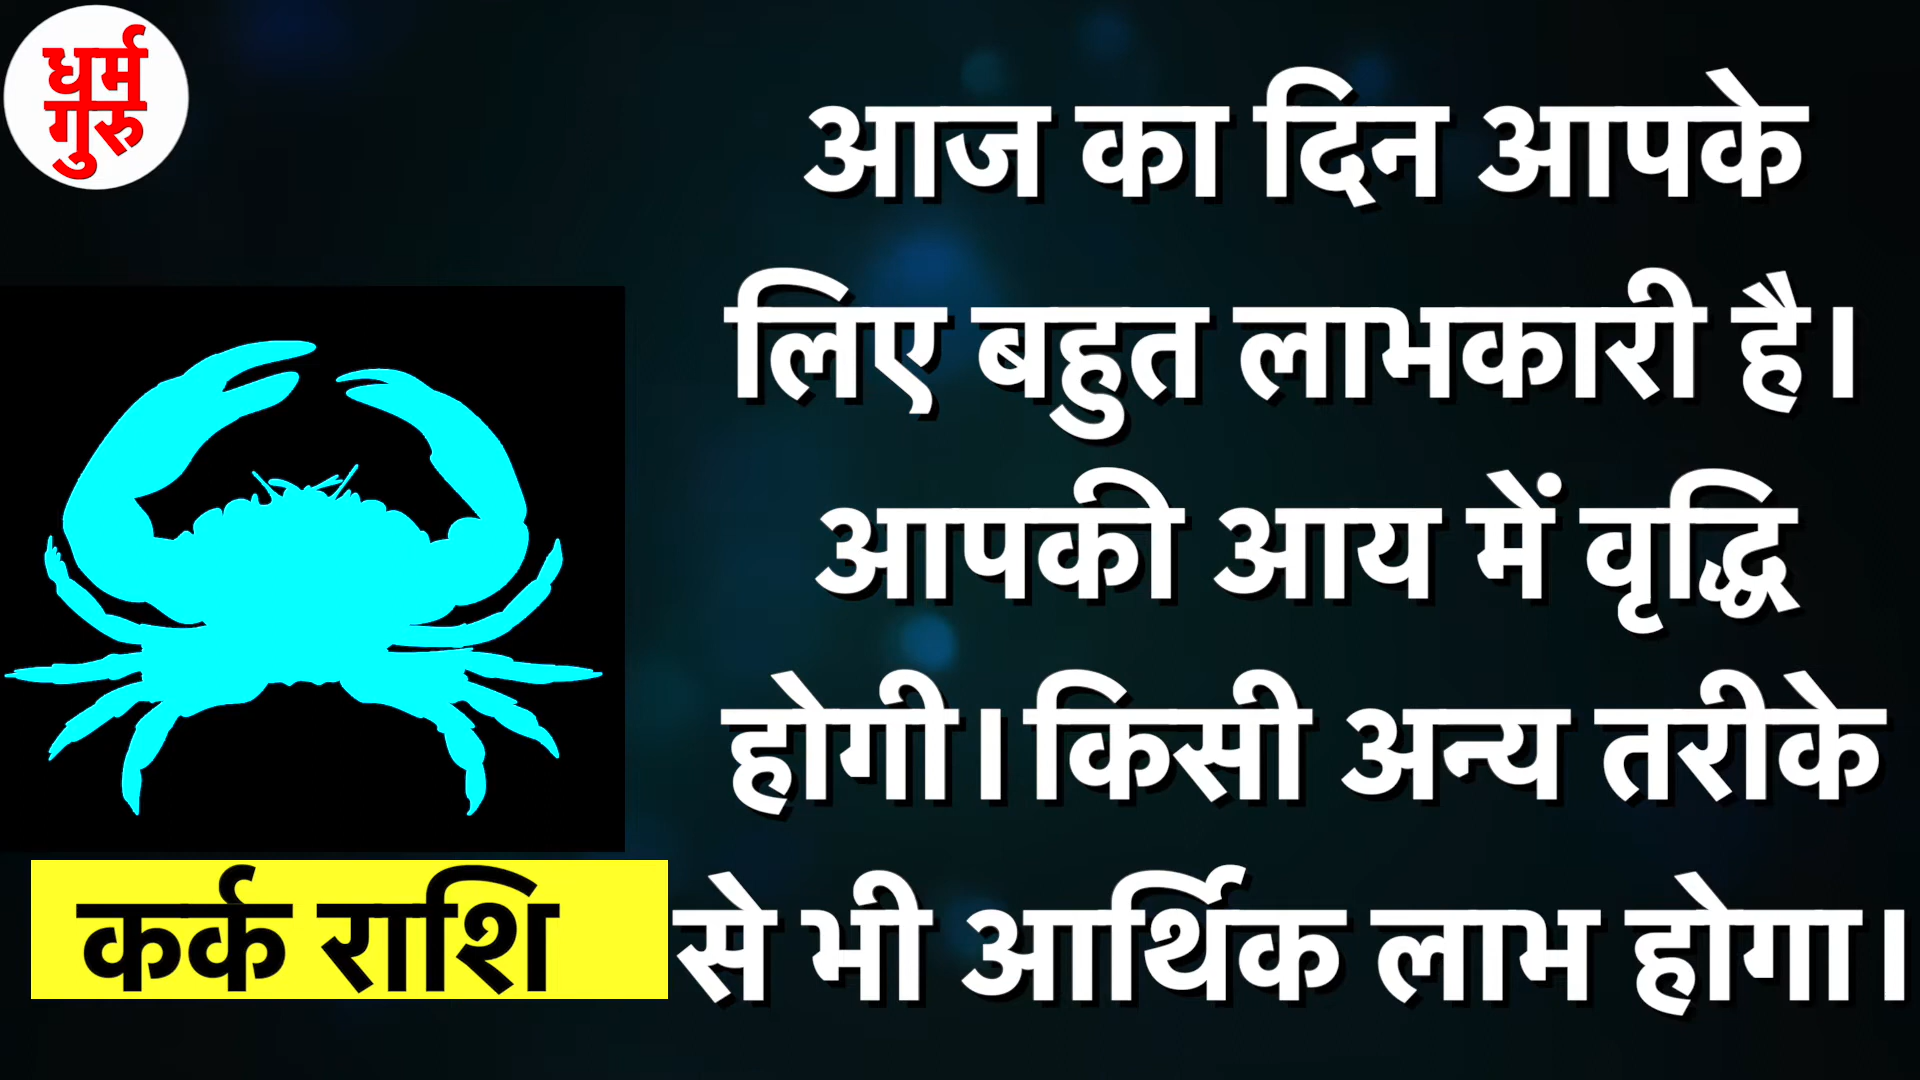 धर्म
गुरु
आज का दिन आपके
लिए बहुत लाभकारी है।
आपकी आय में वृद्धि
होगी। किसी अन्य तरीके
से भी आर्थिक लाभ होगा।
कर्क राशि